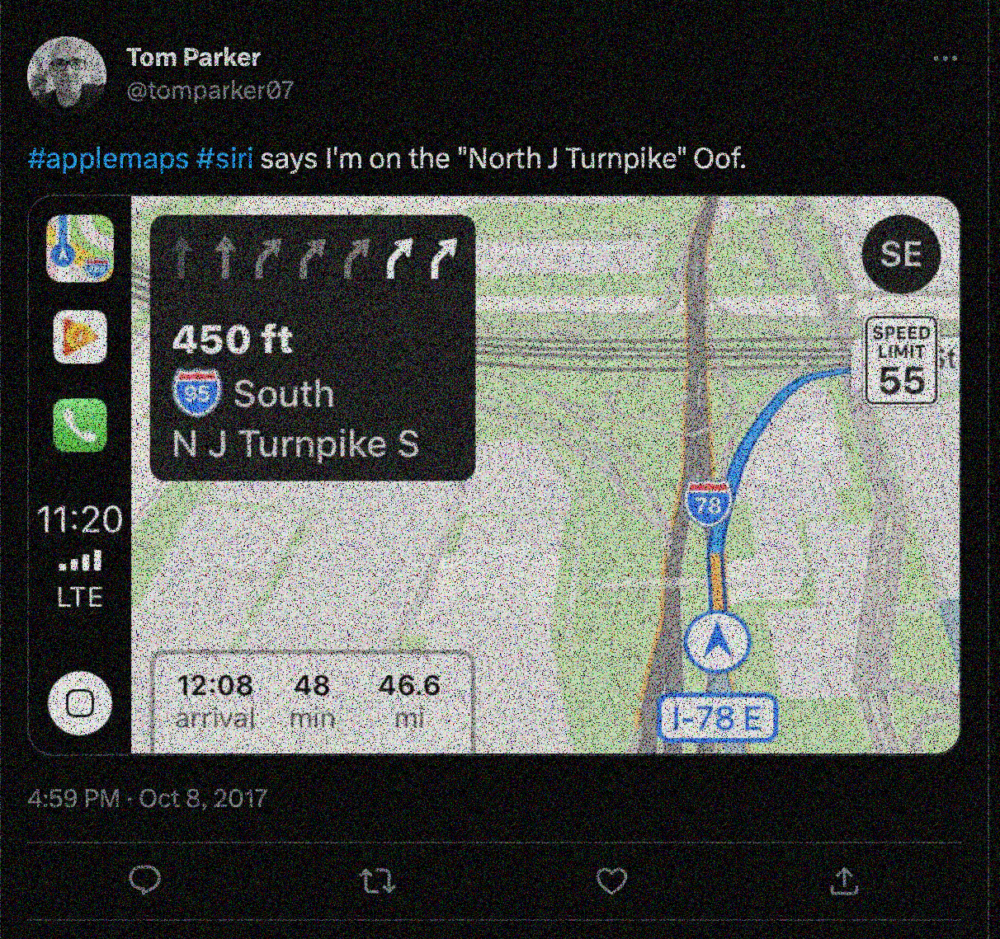 Tom Parker
@tomparker07
#applemaps #siri says I'm on the "North J Turnpike" Oof.
SE
450 ft
SPEED
LIMIT
55
95 South
N J Turnpike S
78
11:20
LTE
12:08 48 46.6
arrival min mi
I-78 E
4:59 PM · Oct 8, 2017